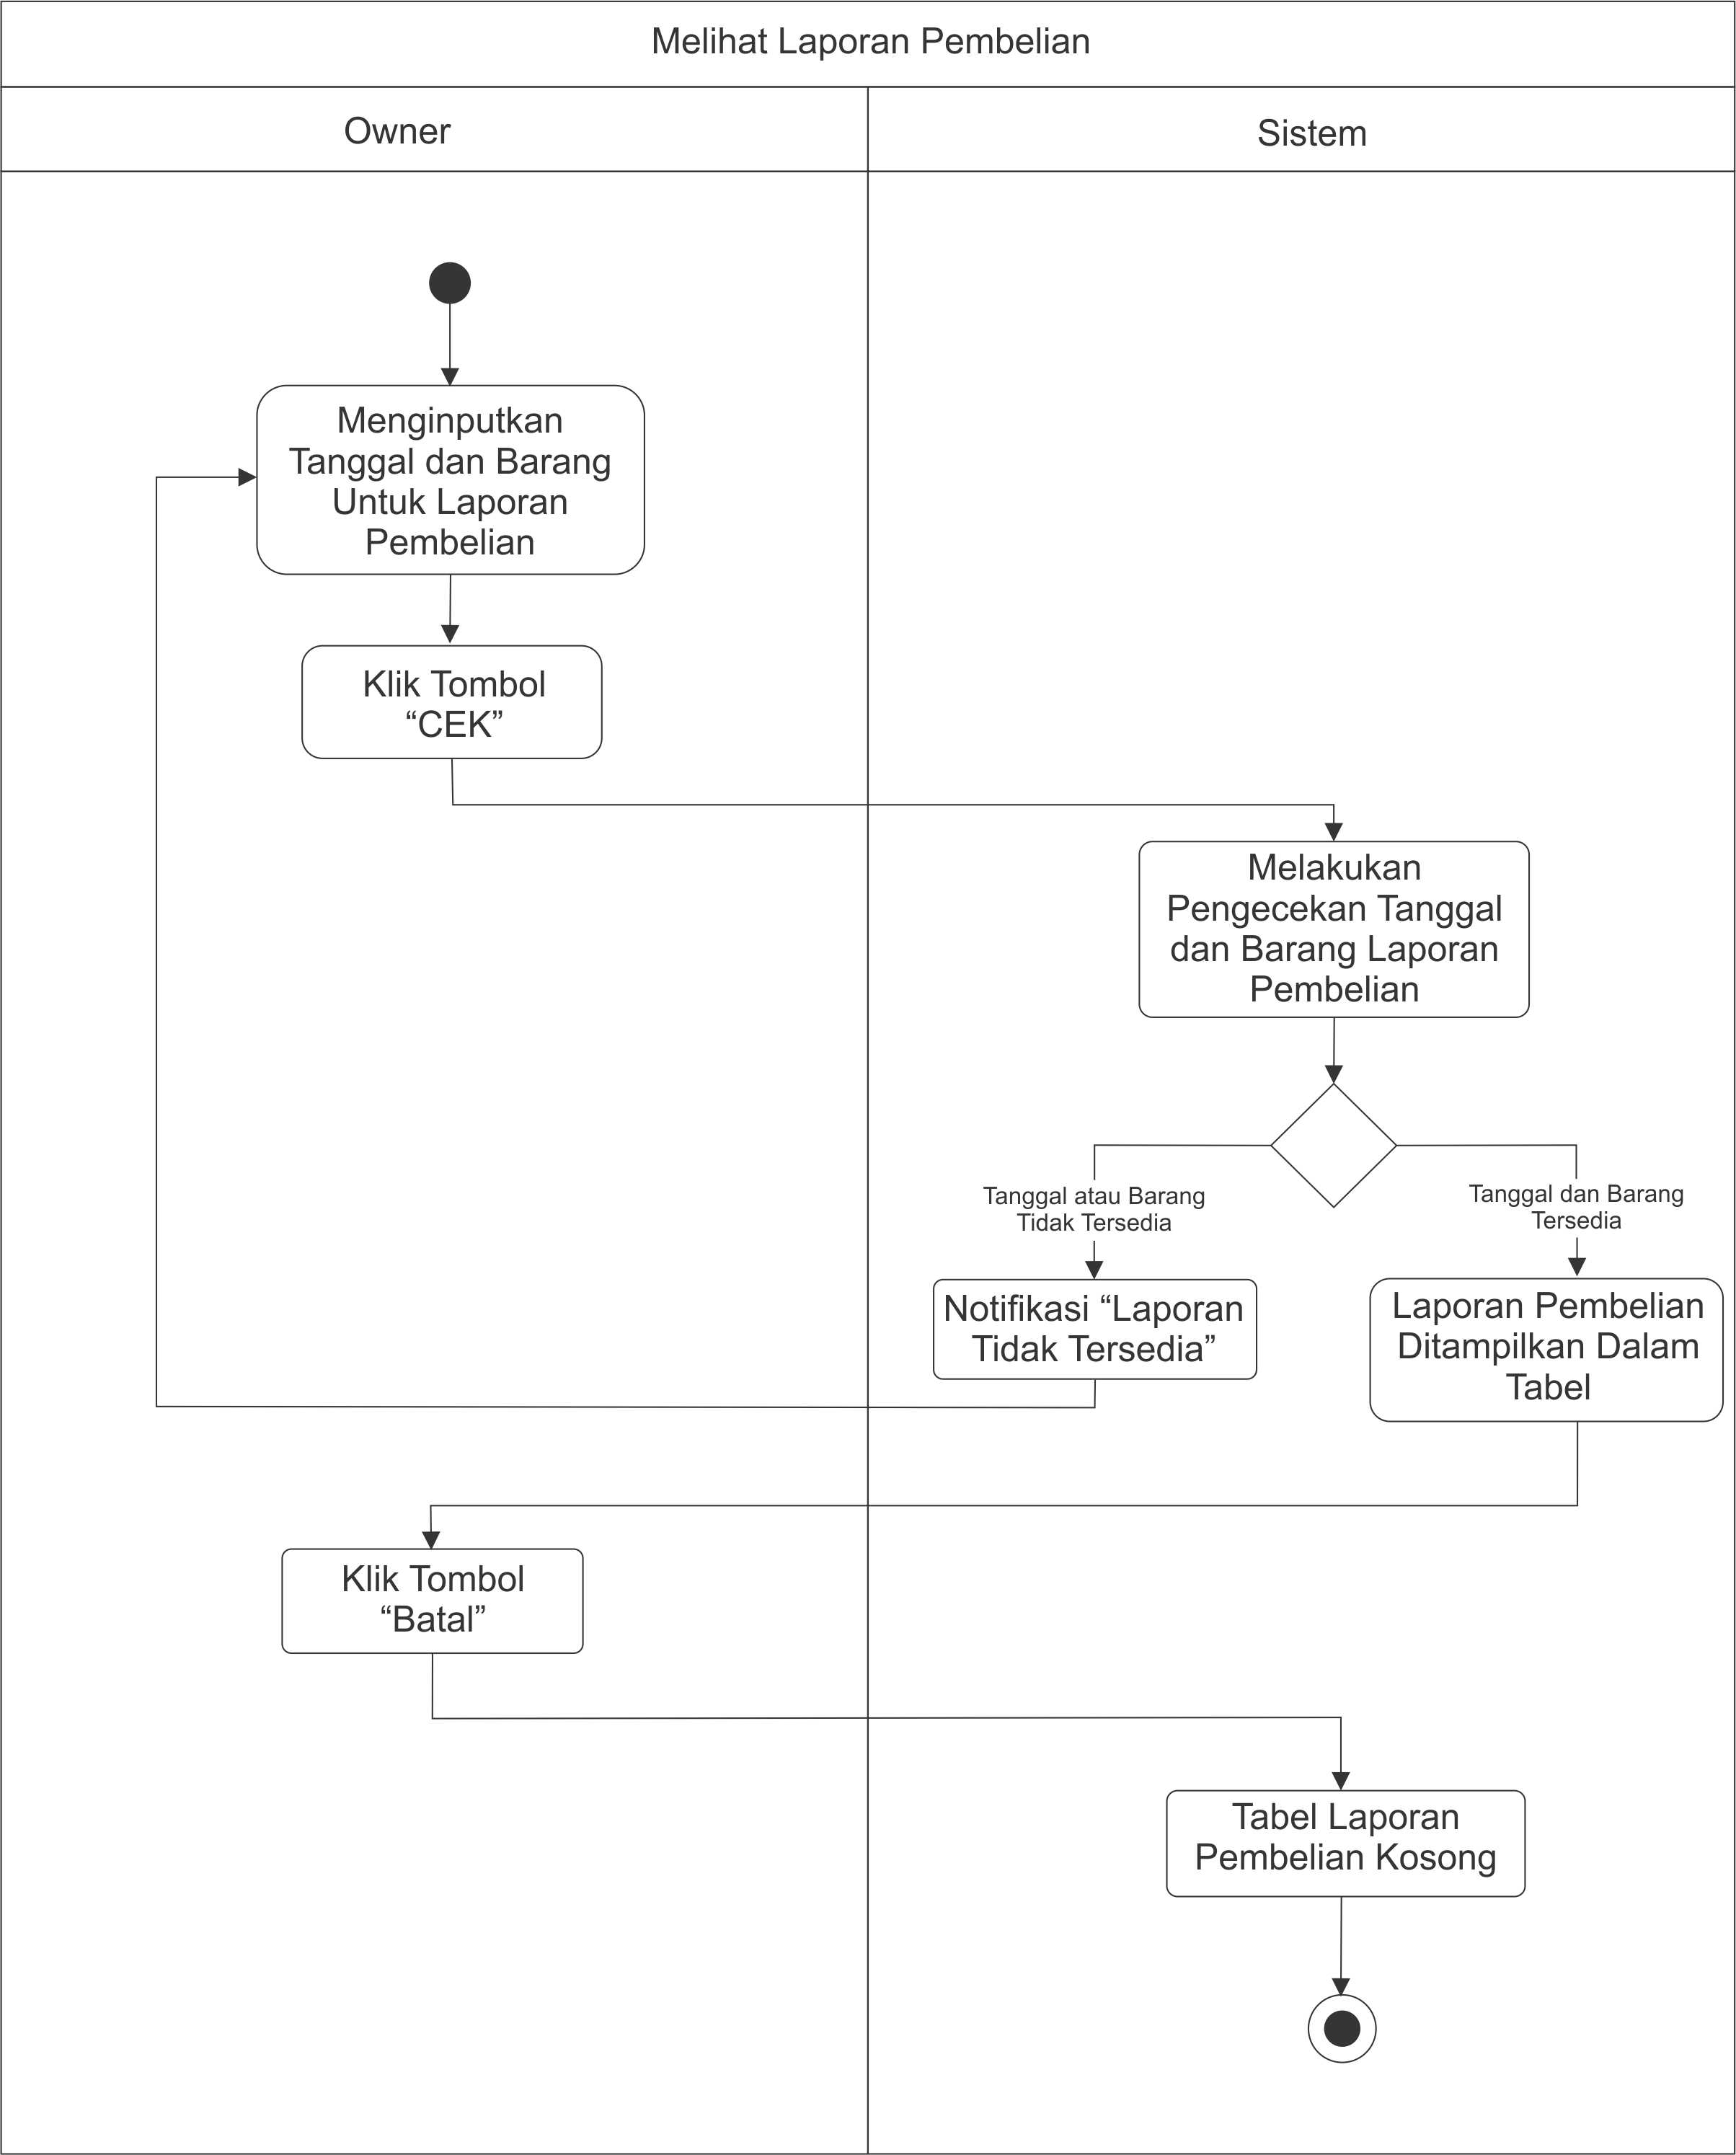 Melihat Laporan Pembelian
Owner
Sistem
Menginputkan
Tanggal dan Barang
Untuk Laporan
Pembelian
Klik Tombol
“CEK”
Melakukan
Pengecekan Tanggal
dan Barang Laporan
Pembelian
Tanggal atau Barang
Tidak Tersedia
Tanggal dan Barang
Tersedia
Notifikasi “Laporan
Tidak Tersedia”
Laporan Pembelian
Ditampilkan Dalam
Tabel
Klik Tombol
“Batal”
Tabel Laporan
Pembelian Kosong